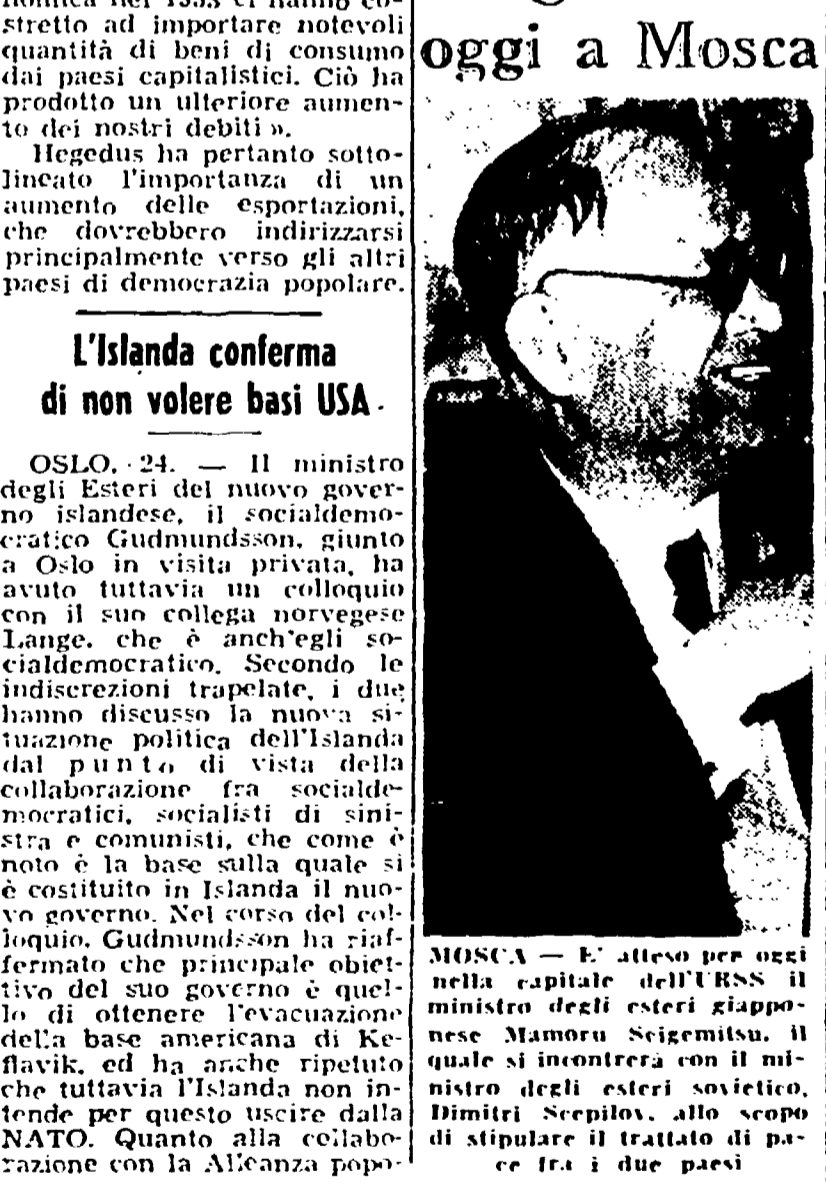 stretto ad importare notevoli
quantità di beni di consumo
dai paesi capitalistici. Ciò ha
prodotto un ulteriore aumen-
to dei nostri debiti ».
Hegedus ha pertanto sotto-
lineato l'importanza di un
aumento delle esportazioni,
che dovrebbero indirizzarsi
principalmente verso gli altri
paesi di democrazia popolare.
L'Islanda conferma
di non volere basi USA
OSLO, 24. — Il ministro
degli Esteri del nuovo gover-
no islandese, il socialdemo-
cratico Gudmundsson, giunto
a Oslo in visita privata, ha
avuto tuttavia un colloquio
con il suo collega norvegese
Lange, che è anch'egli so-
cialdemocratico. Secondo le
indiscrezioni trapelate, i due
hanno discusso la nuova si-
tuazione politica dell'Islanda
dal punto di vista della
collaborazione fra socialde-
mocratici, socialisti di sini-
stra e comunisti, che come è
noto è la base sulla quale si
è costituito in Islanda il nuo-
vo governo. Nel corso del col-
loquio, Gudmundsson ha riaf-
fermato che principale obiet-
tivo del suo governo è quel-
lo di ottenere l'evacuazione
della base americana di Ke-
flavik, ed ha anche ripetuto
che tuttavia l'Islanda non in-
tende per questo uscire dalla
NATO. Quanto alla collabo-
razione con la Alleanza popo-
oggi a Mosca
MOSCA — E' atteso per oggi
nella capitale dell'URSS il
ministro degli esteri giappo-
nese Mamoru Scigemitsu, il
quale si incontrerà con il mi-
nistro degli esteri sovietico,
Dimitri Scepilov, allo scopo
di stipulare il trattato di pa-
ce fra i due paesi